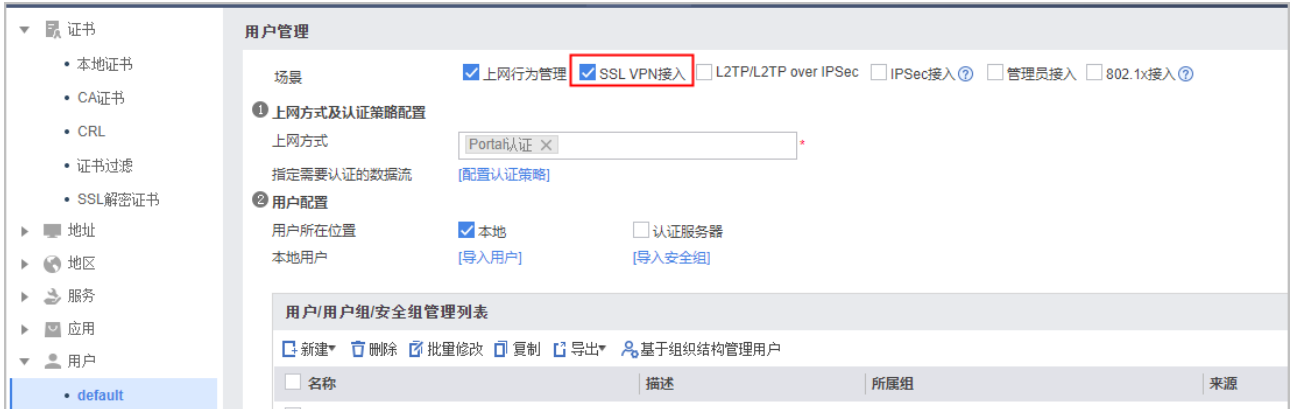 证书
本地证书
CA证书
CRL
证书过滤
SSL解密证书
地址
地区
服务
应用
用户
default
用户管理
场景 上网行为管理 SSL VPN接入 L2TP/L2TP over IPSec IPSec接入 ? 管理员接入 802.1x接入 ?
1 上网方式及认证策略配置
上网方式 Portal认证 *
指定需要认证的数据流 [配置认证策略]
2 用户配置
用户所在位置 本地 认证服务器
本地用户 [导入用户] [导入安全组]
用户/用户组/安全组管理列表
新建 删除 批量修改 复制 导出 基于组织结构管理用户
名称 描述 所属组 来源